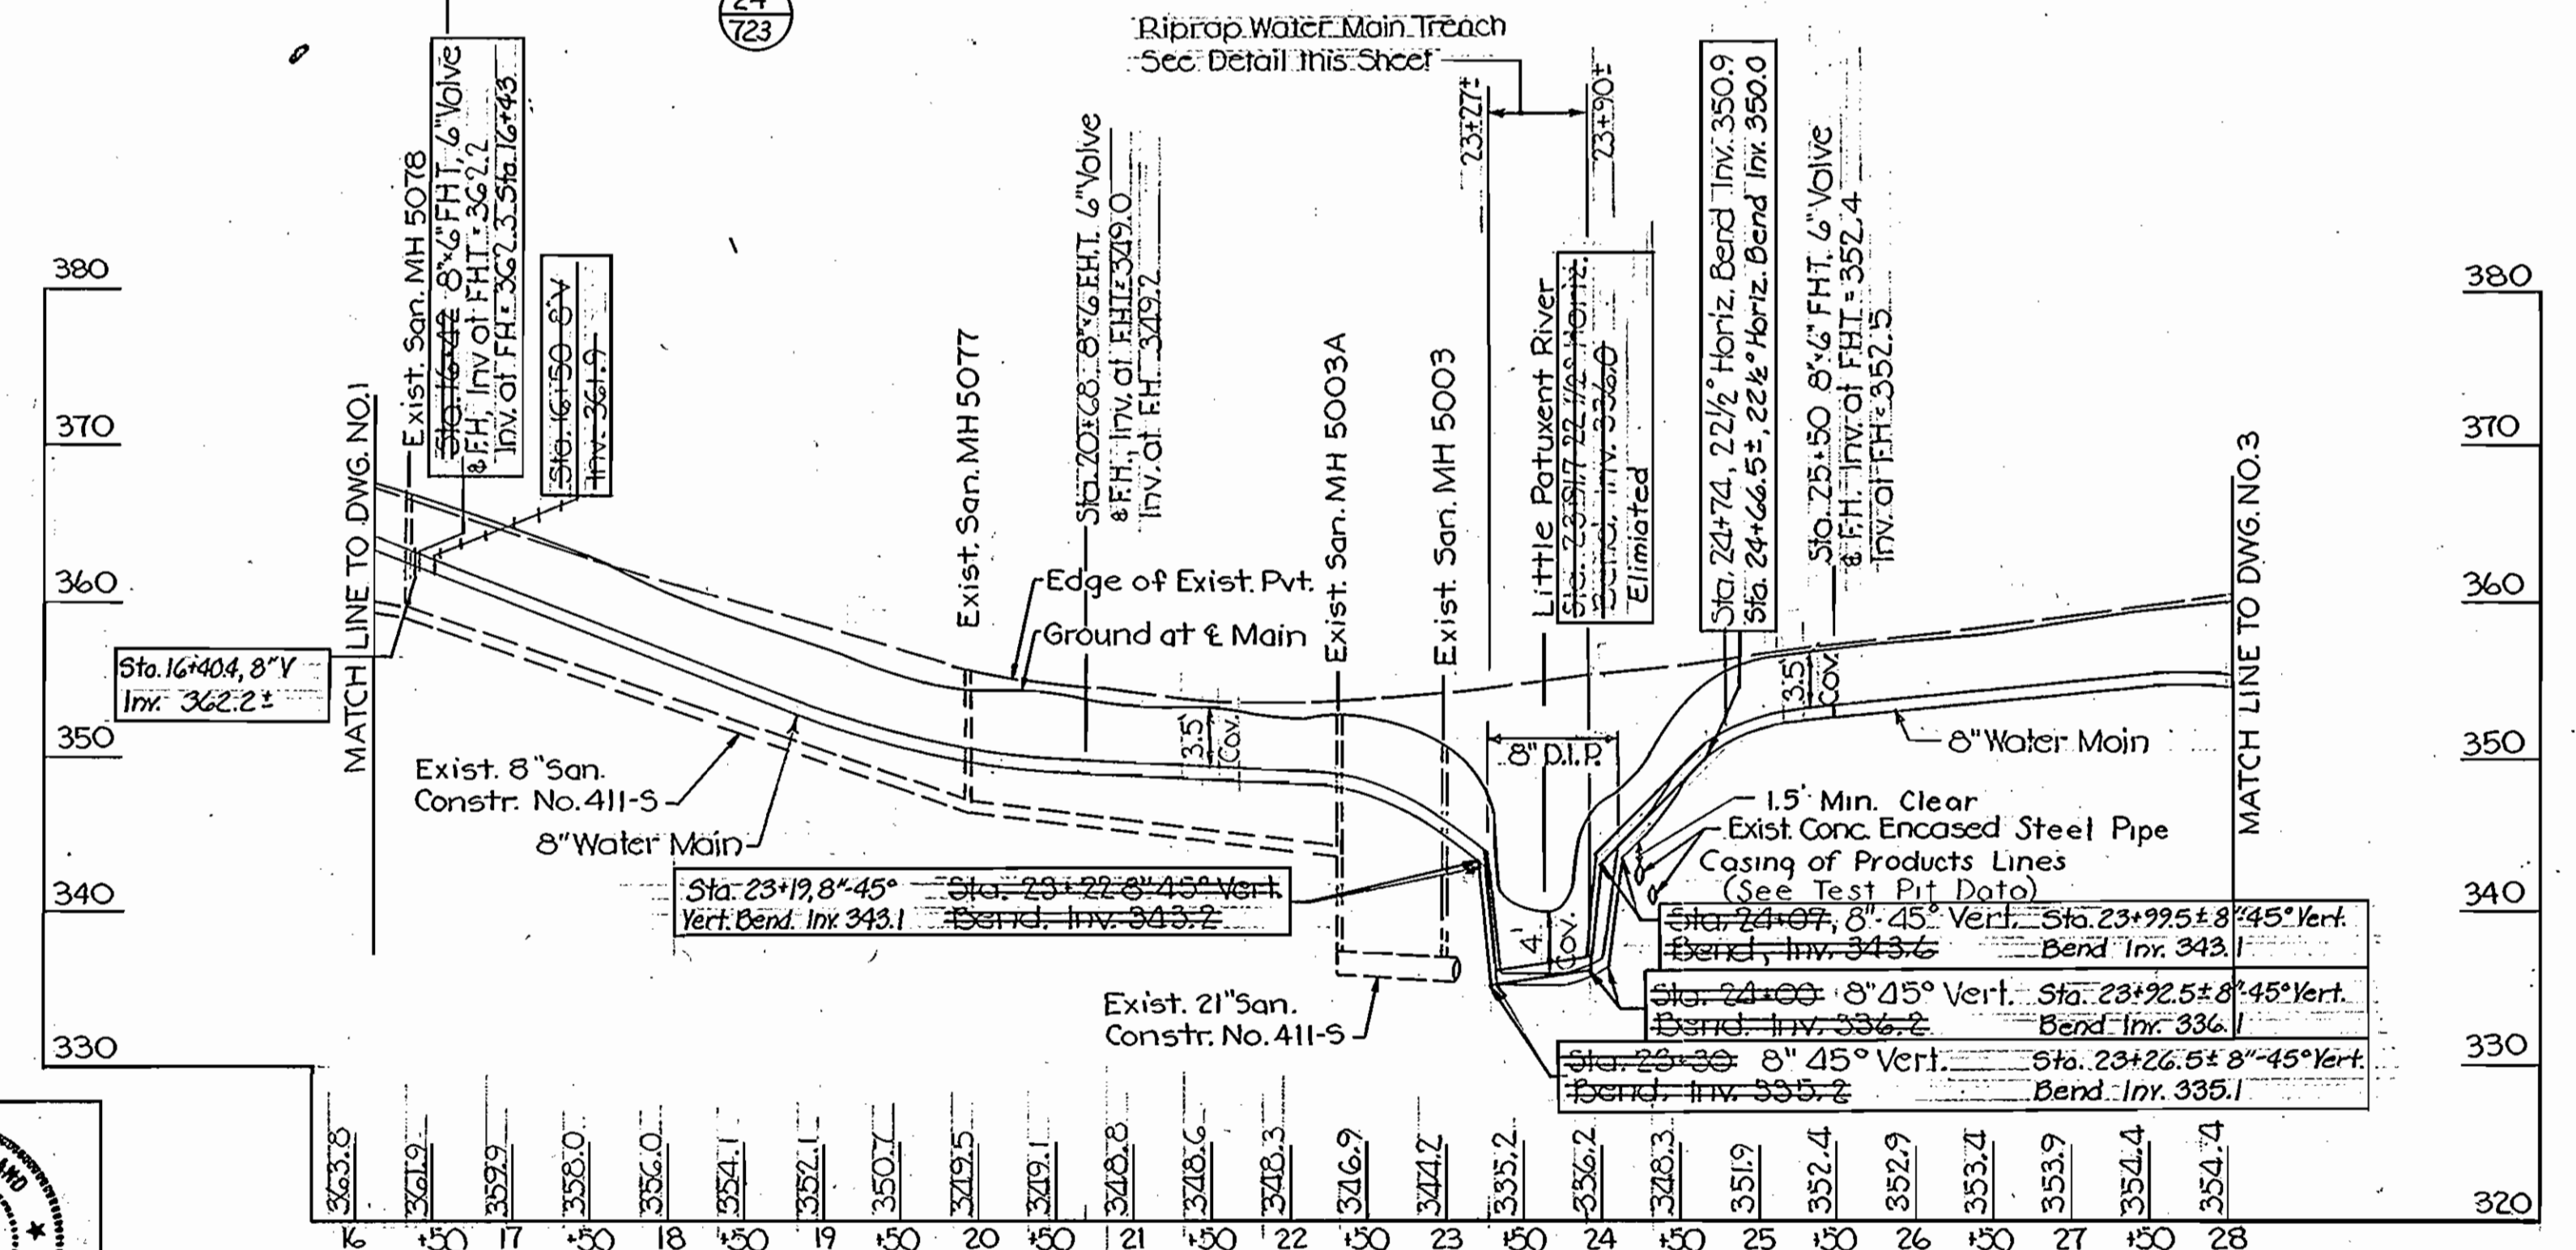 24
723
Riprap Water Main Trench
See Detail this Sheet
23+27±
23+90±
Exist. San. MH 5078
Sta. 16+42 8"x6" FHT, 6" Valve
& F.H., Inv at FHT = 362.2
Inv. at FH = 362.3 Sta. 16+43
Sta. 16+50 8"V
Inv. 361.9
Exist. San. MH 5077
Sta. 20+68 8"x6 F.H.T. 6" Valve
& F.H., Inv. at F.H.T = 349.0
Inv. at F.H. 349.2
Exist. San. MH 5003A
Exist. San. MH 5003
Little Patuxent River
Elimiated
Sta. 24+74, 22 1/2° Horiz. Bend Inv. 350.9
Sta. 24+66.5±, 22 1/2° Horiz. Bend Inv. 350.0
Sta. 25+50 8"x6" FHT. 6" Valve
& F.H. Inv. at FHT = 352.4
Inv. at F.H = 352.5
380
370
360
350
340
330
380
370
360
350
340
330
320
MATCH LINE TO DWG. NO. 1
MATCH LINE TO DWG. NO. 3
Sta. 16+40.4, 8" V
Inv. 362.2±
Edge of Exist. Pvt.
Ground at ℄ Main
3.5' Cov.
3.5' Cov.
Exist. 8" San.
Constr. No. 411-S
8" Water Main
8" D.I.P.
8" Water Main
1.5' Min. Clear
Exist. Conc. Encased Steel Pipe
Casing of Products Lines
(See Test Pit Data)
Sta. 23+19, 8"-45° Sta. 23+22 8" 45° Vert
Vert. Bend. Inv. 343.1 Bend. Inv. 343.2
4' Cov.
Sta. 24+07, 8"-45° Vert. Sta. 23+99.5± 8"-45° Vert.
Bend, Inv. 343.6 Bend Inv. 343.1
Sta. 24+00 8" 45° Vert. Sta. 23+92.5± 8"-45° Vert.
Bend. Inv. 336.2 Bend Inv. 336.1
Sta. 23+30 8" 45° Vert. Sta. 23+26.5± 8"-45° Vert.
Bend, Inv. 335.2 Bend Inv. 335.1
Exist. 21" San.
Constr. No. 411-S
363.8 361.9 359.9 358.0 356.0 354.1 352.1 350.7 349.5 349.1 348.8 348.6 348.3 346.9 344.2 335.2 336.2 348.3 351.9 352.4 352.9 353.4 353.9 354.4 354.4
16 +50 17 +50 18 +50 19 +50 20 +50 21 +50 22 +50 23 +50 24 +50 25 +50 26 +50 27 +50 28